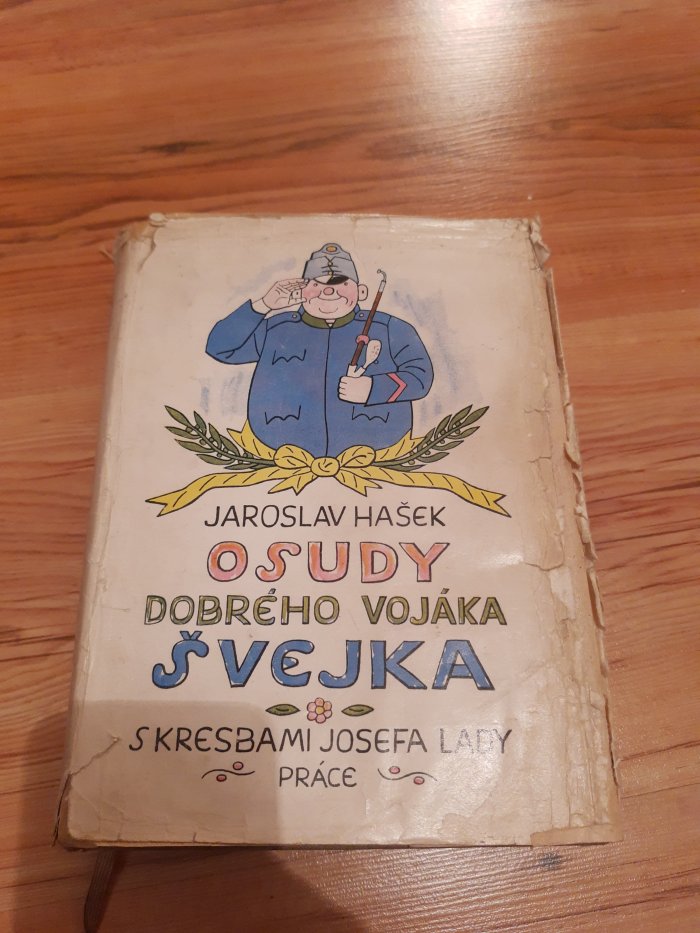 JAROSLAV HAŠEK
OSUDY
DOBRÉHO VOJÁKA
ŠVEJKA
S KRESBAMI JOSEFA LADY
PRÁCE